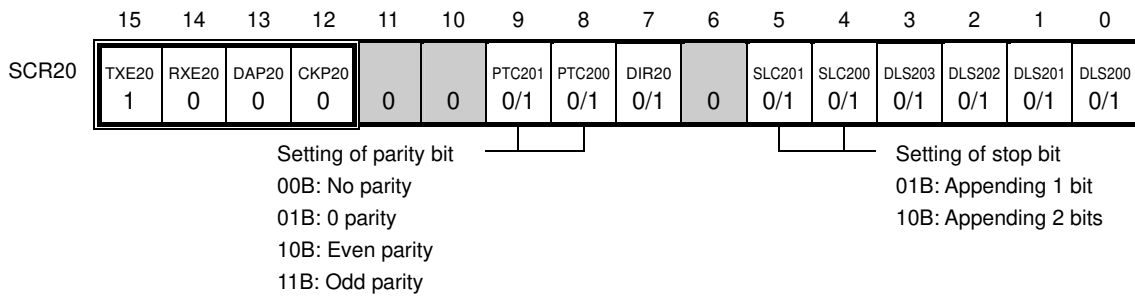 15 14 13 12 11 10 9 8 7 6 5 4 3 2 1 0
SCR20 TXE20 RXE20 DAP20 CKP20 PTC201 PTC200 DIR20 SLC201 SLC200 DLS203 DLS202 DLS201 DLS200
1 0 0 0 0 0 0/1 0/1 0/1 0 0/1 0/1 0/1 0/1 0/1 0/1
Setting of parity bit
00B: No parity
01B: 0 parity
10B: Even parity
11B: Odd parity
Setting of stop bit
01B: Appending 1 bit
10B: Appending 2 bits